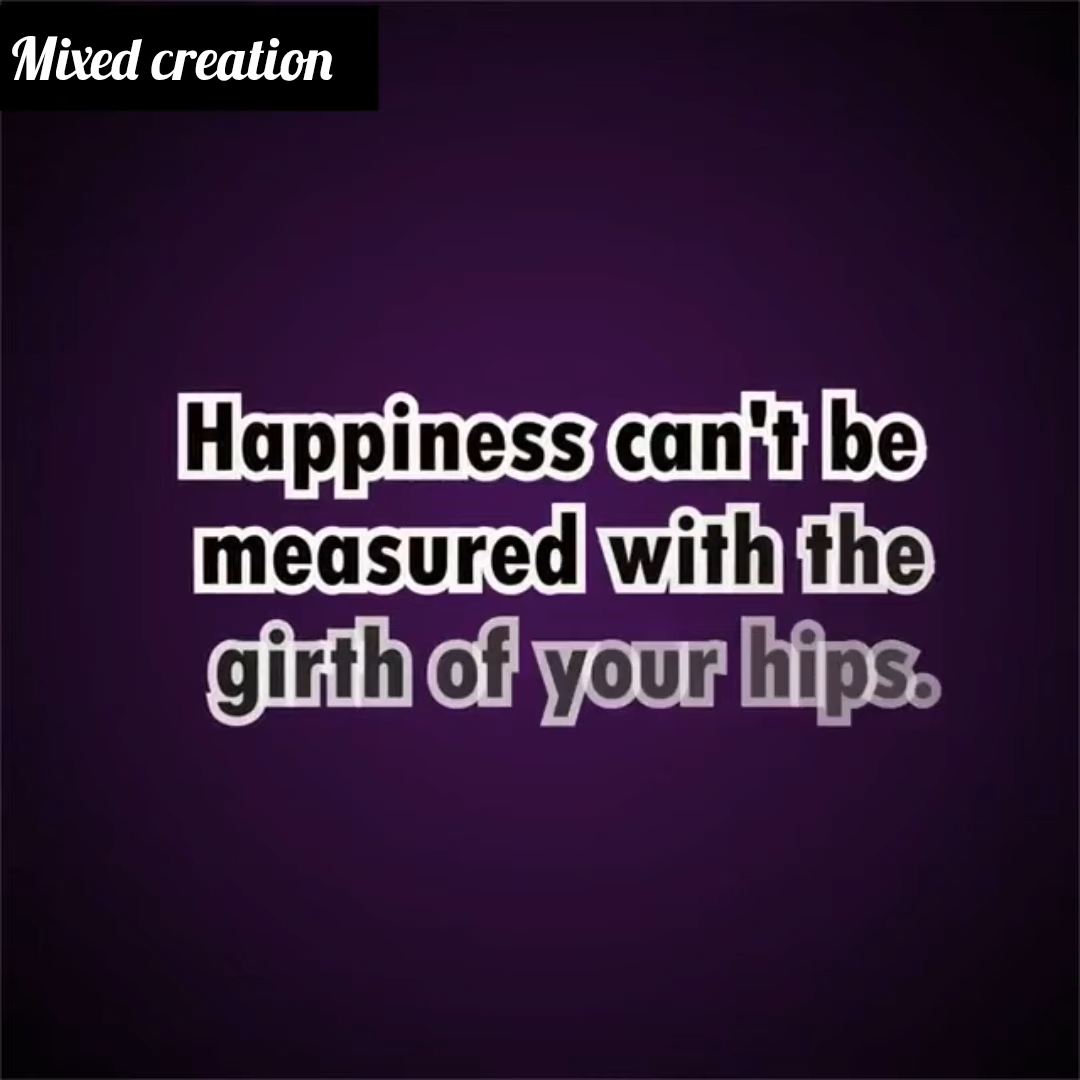 Mixed creation
Happiness can't be
measured with the
girth of your hips.